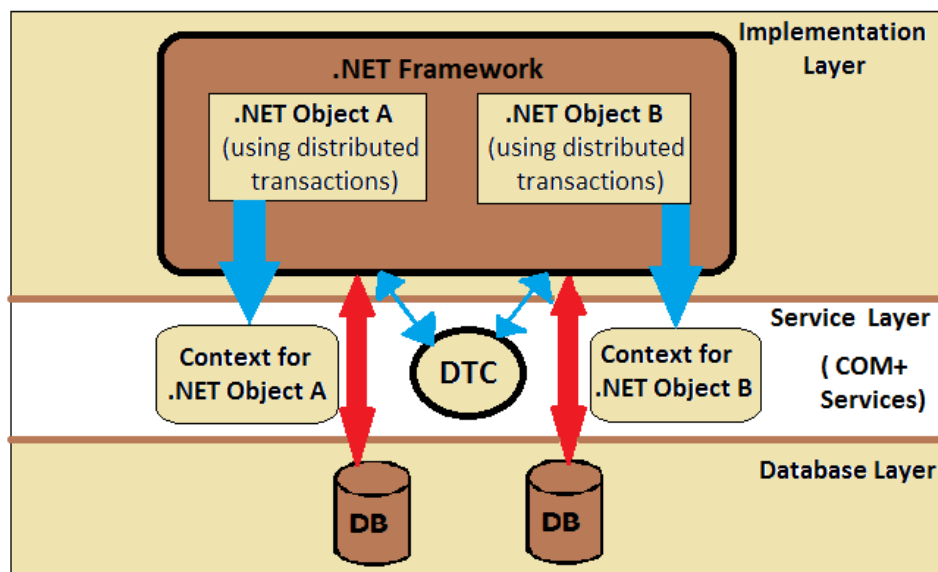 Implementation
Layer
.NET Framework
.NET Object A
(using distributed
transactions)
.NET Object B
(using distributed
transactions)
Service Layer
( COM+
Services)
Context for
.NET Object A
DTC
Context for
.NET Object B
Database Layer
DB
DB